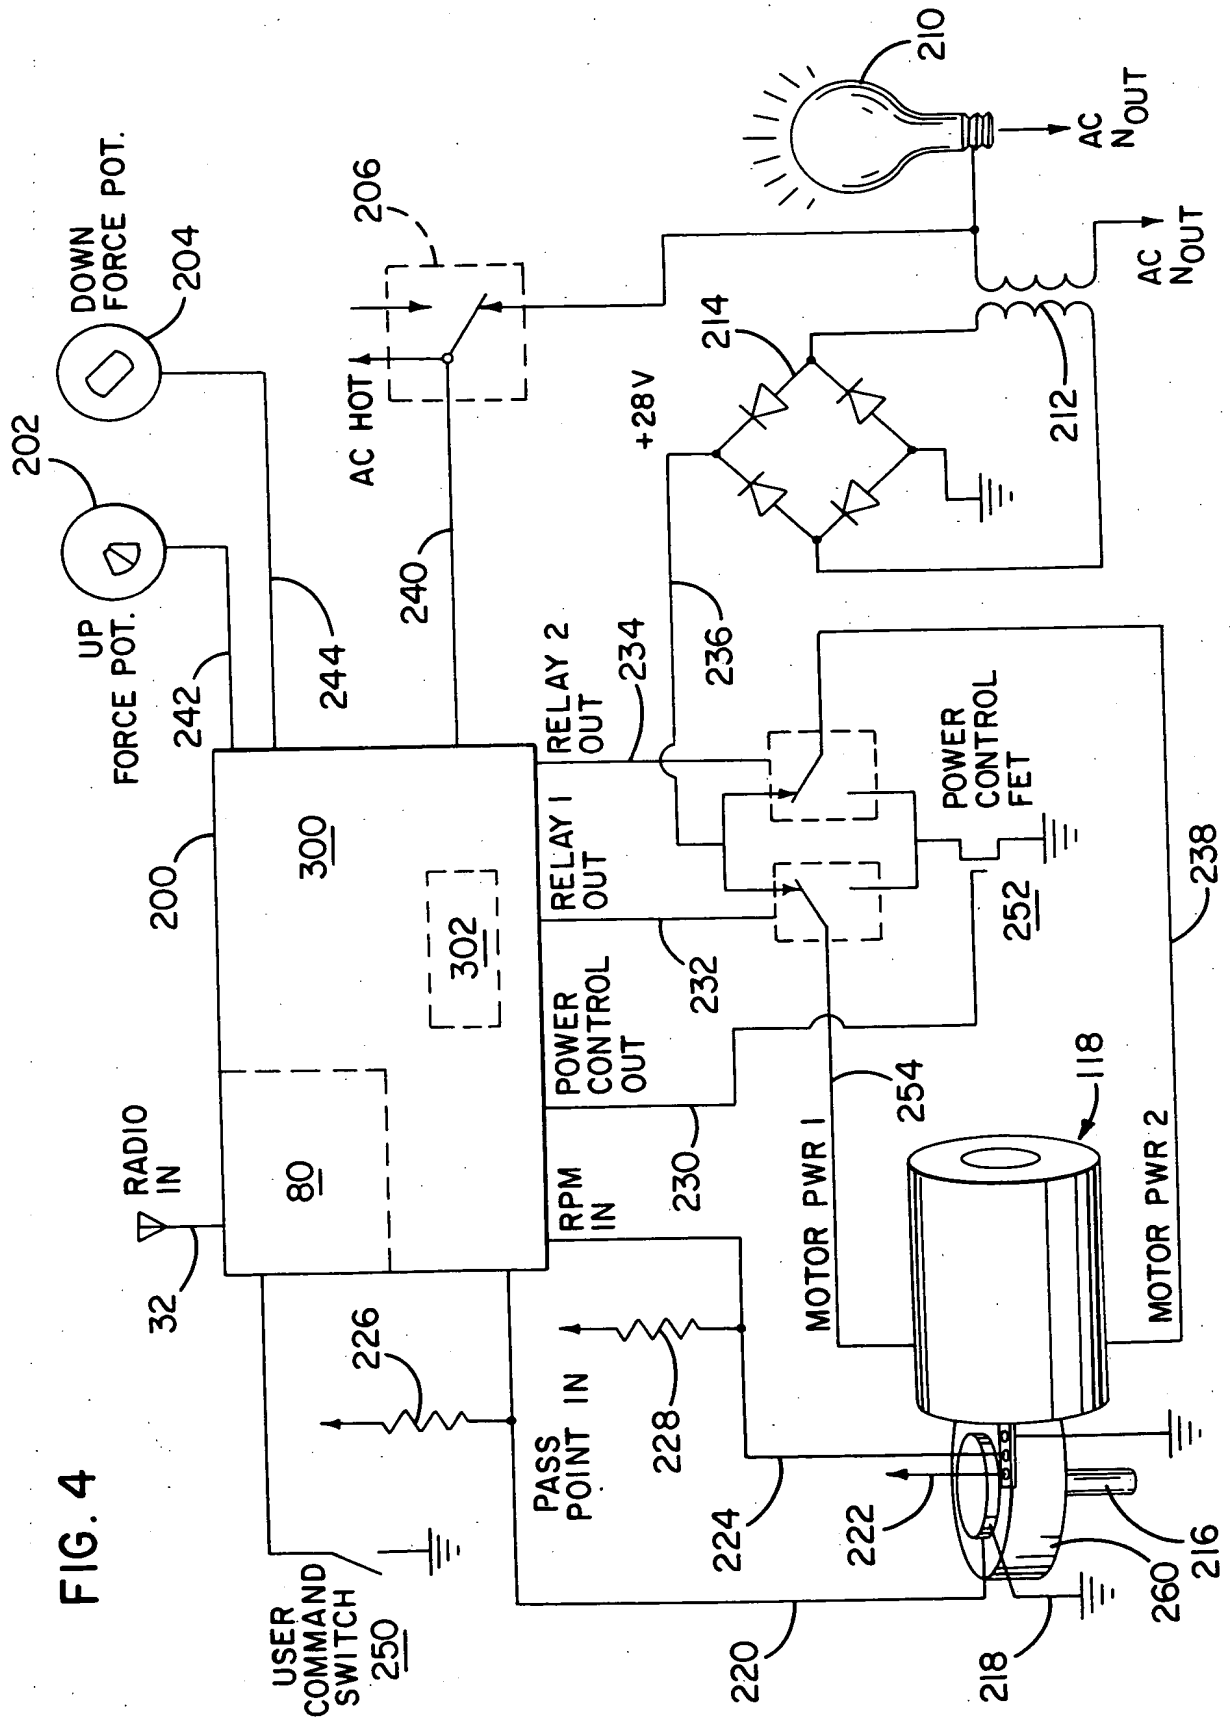 FIG. 4
USER
COMMAND
SWITCH
250
32
RADIO
IN
226
80
200
300
302
UP
FORCE POT.
202
242
DOWN
FORCE POT.
204
244
206
AC HOT
240
PASS
POINT IN
228
RPM
IN
POWER
CONTROL
OUT
230
RELAY 1
OUT
232
RELAY 2
OUT
234
236
+28V
214
210
AC
NOUT
AC
NOUT
212
220
224
222
218
260
216
MOTOR PWR 1
254
118
MOTOR PWR 2
238
POWER
CONTROL
FET
252